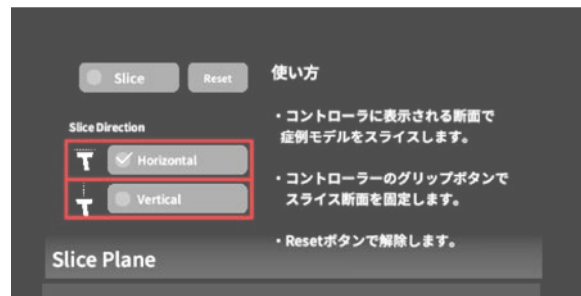 Slice
Reset
使い方
Slice Direction
Horizontal
Vertical
・コントローラに表示される断面で
症例モデルをスライスします。
・コントローラーのグリップボタンで
スライス断面を固定します。
・Resetボタンで解除します。
Slice Plane